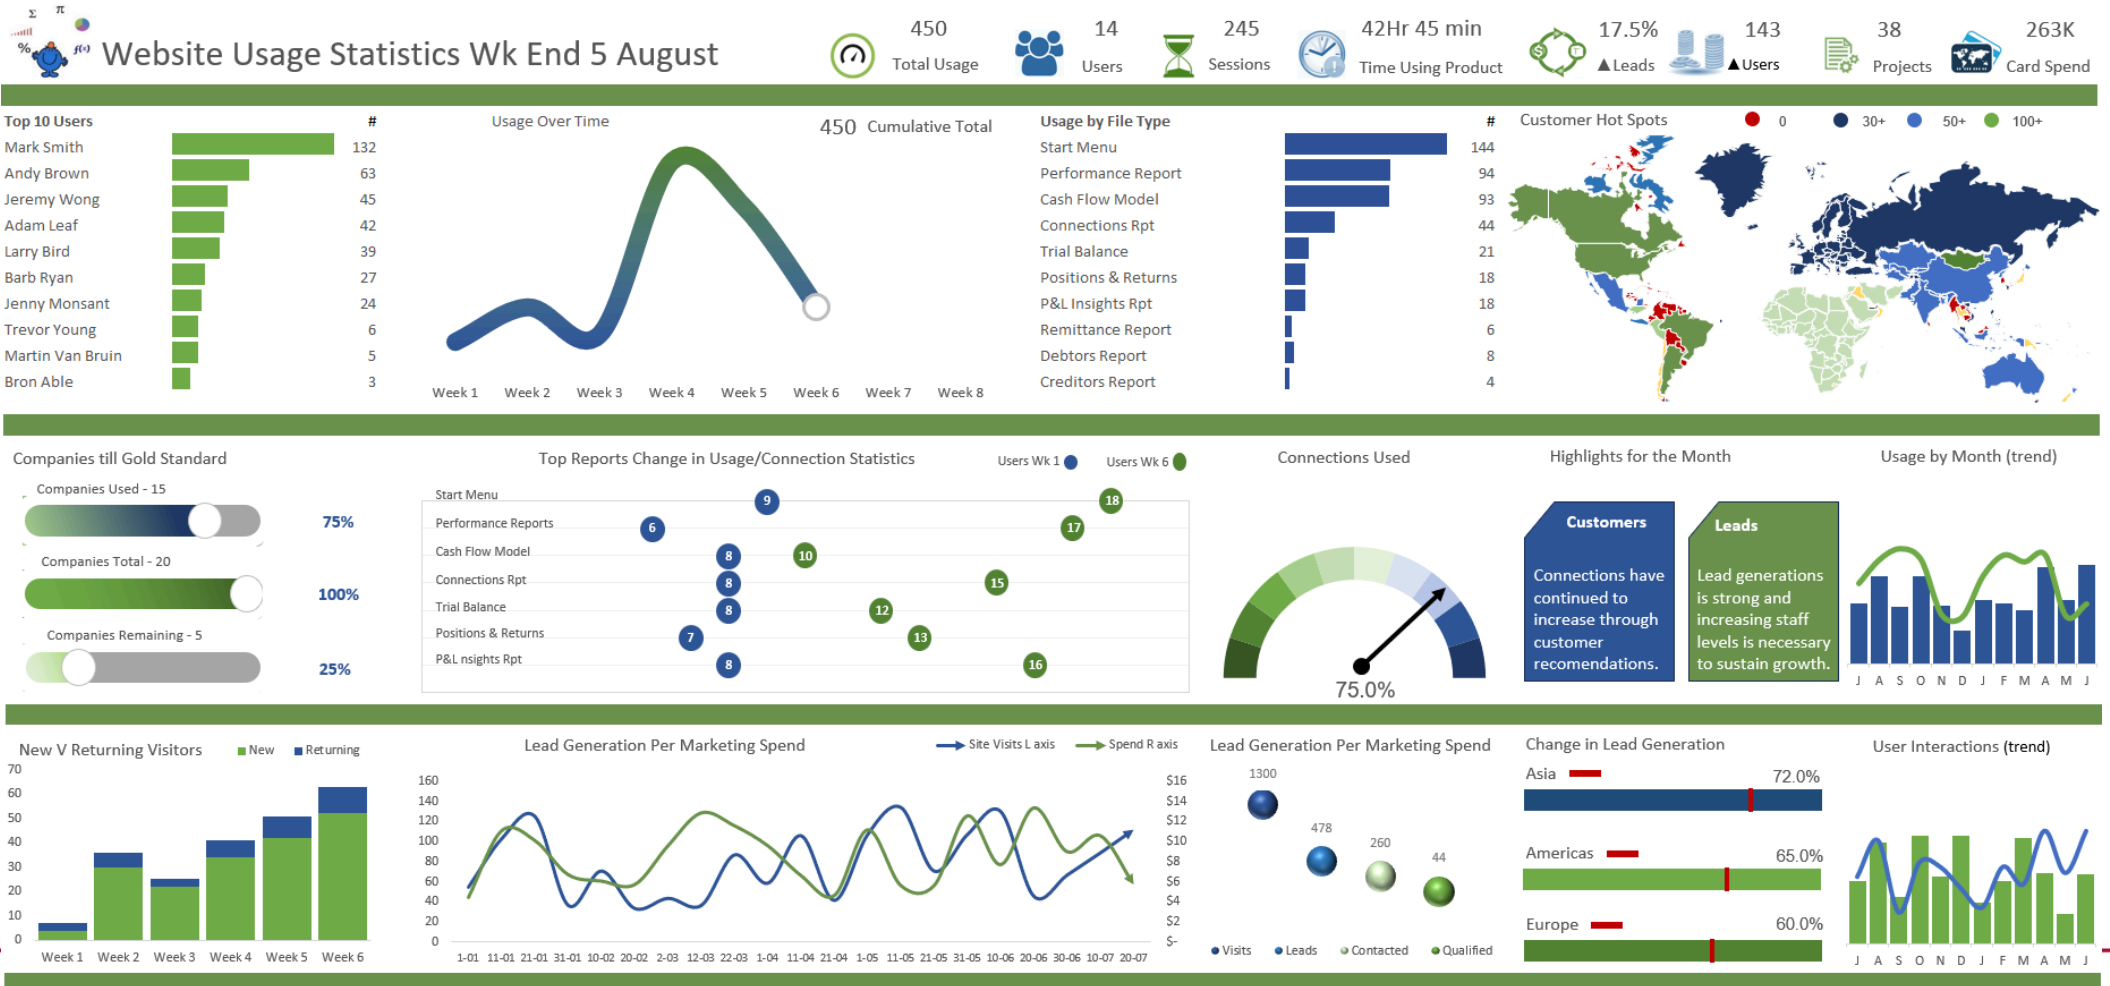 Σ π
% f(x)
Website Usage Statistics Wk End 5 August
450
Total Usage
14
Users
245
Sessions
42Hr 45 min
Time Using Product
17.5%
▲Leads
143
▲Users
38
Projects
263K
Card Spend
Top 10 Users #
Mark Smith 132
Andy Brown 63
Jeremy Wong 45
Adam Leaf 42
Larry Bird 39
Barb Ryan 27
Jenny Monsant 24
Trevor Young 6
Martin Van Bruin 5
Bron Able 3
Usage Over Time
450 Cumulative Total
Week 1 Week 2 Week 3 Week 4 Week 5 Week 6 Week 7 Week 8
Usage by File Type #
Start Menu 144
Performance Report 94
Cash Flow Model 93
Connections Rpt 44
Trial Balance 21
Positions & Returns 18
P&L Insights Rpt 18
Remittance Report 6
Debtors Report 8
Creditors Report 4
Customer Hot Spots 0 30+ 50+ 100+
Companies till Gold Standard
Companies Used - 15
75%
Companies Total - 20
100%
Companies Remaining - 5
25%
Top Reports Change in Usage/Connection Statistics Users Wk 1 Users Wk 6
Start Menu 9 18
Performance Reports 6 17
Cash Flow Model 8 10
Connections Rpt 8 15
Trial Balance 8 12
Positions & Returns 7 13
P&L nsights Rpt 8 16
Connections Used
75.0%
Highlights for the Month
Customers
Connections have
continued to
increase through
customer
recomendations.
Leads
Lead generations
is strong and
increasing staff
levels is necessary
to sustain growth.
Usage by Month (trend)
J A S O N D J F M A M J
New V Returning Visitors New Returning
70
60
50
40
30
20
10
0
Week 1 Week 2 Week 3 Week 4 Week 5 Week 6
Lead Generation Per Marketing Spend Site Visits L axis Spend R axis
160 $16
140 $14
120 $12
100 $10
80 $8
60 $6
40 $4
20 $2
0 $-
1-01 11-01 21-01 31-01 10-02 20-02 2-03 12-03 22-03 1-04 11-04 21-04 1-05 11-05 21-05 31-05 10-06 20-06 30-06 10-07 20-07
Lead Generation Per Marketing Spend
1300
478
260
44
Visits Leads Contacted Qualified
Change in Lead Generation
Asia 72.0%
Americas 65.0%
Europe 60.0%
User Interactions (trend)
J A S O N D J F M A M J